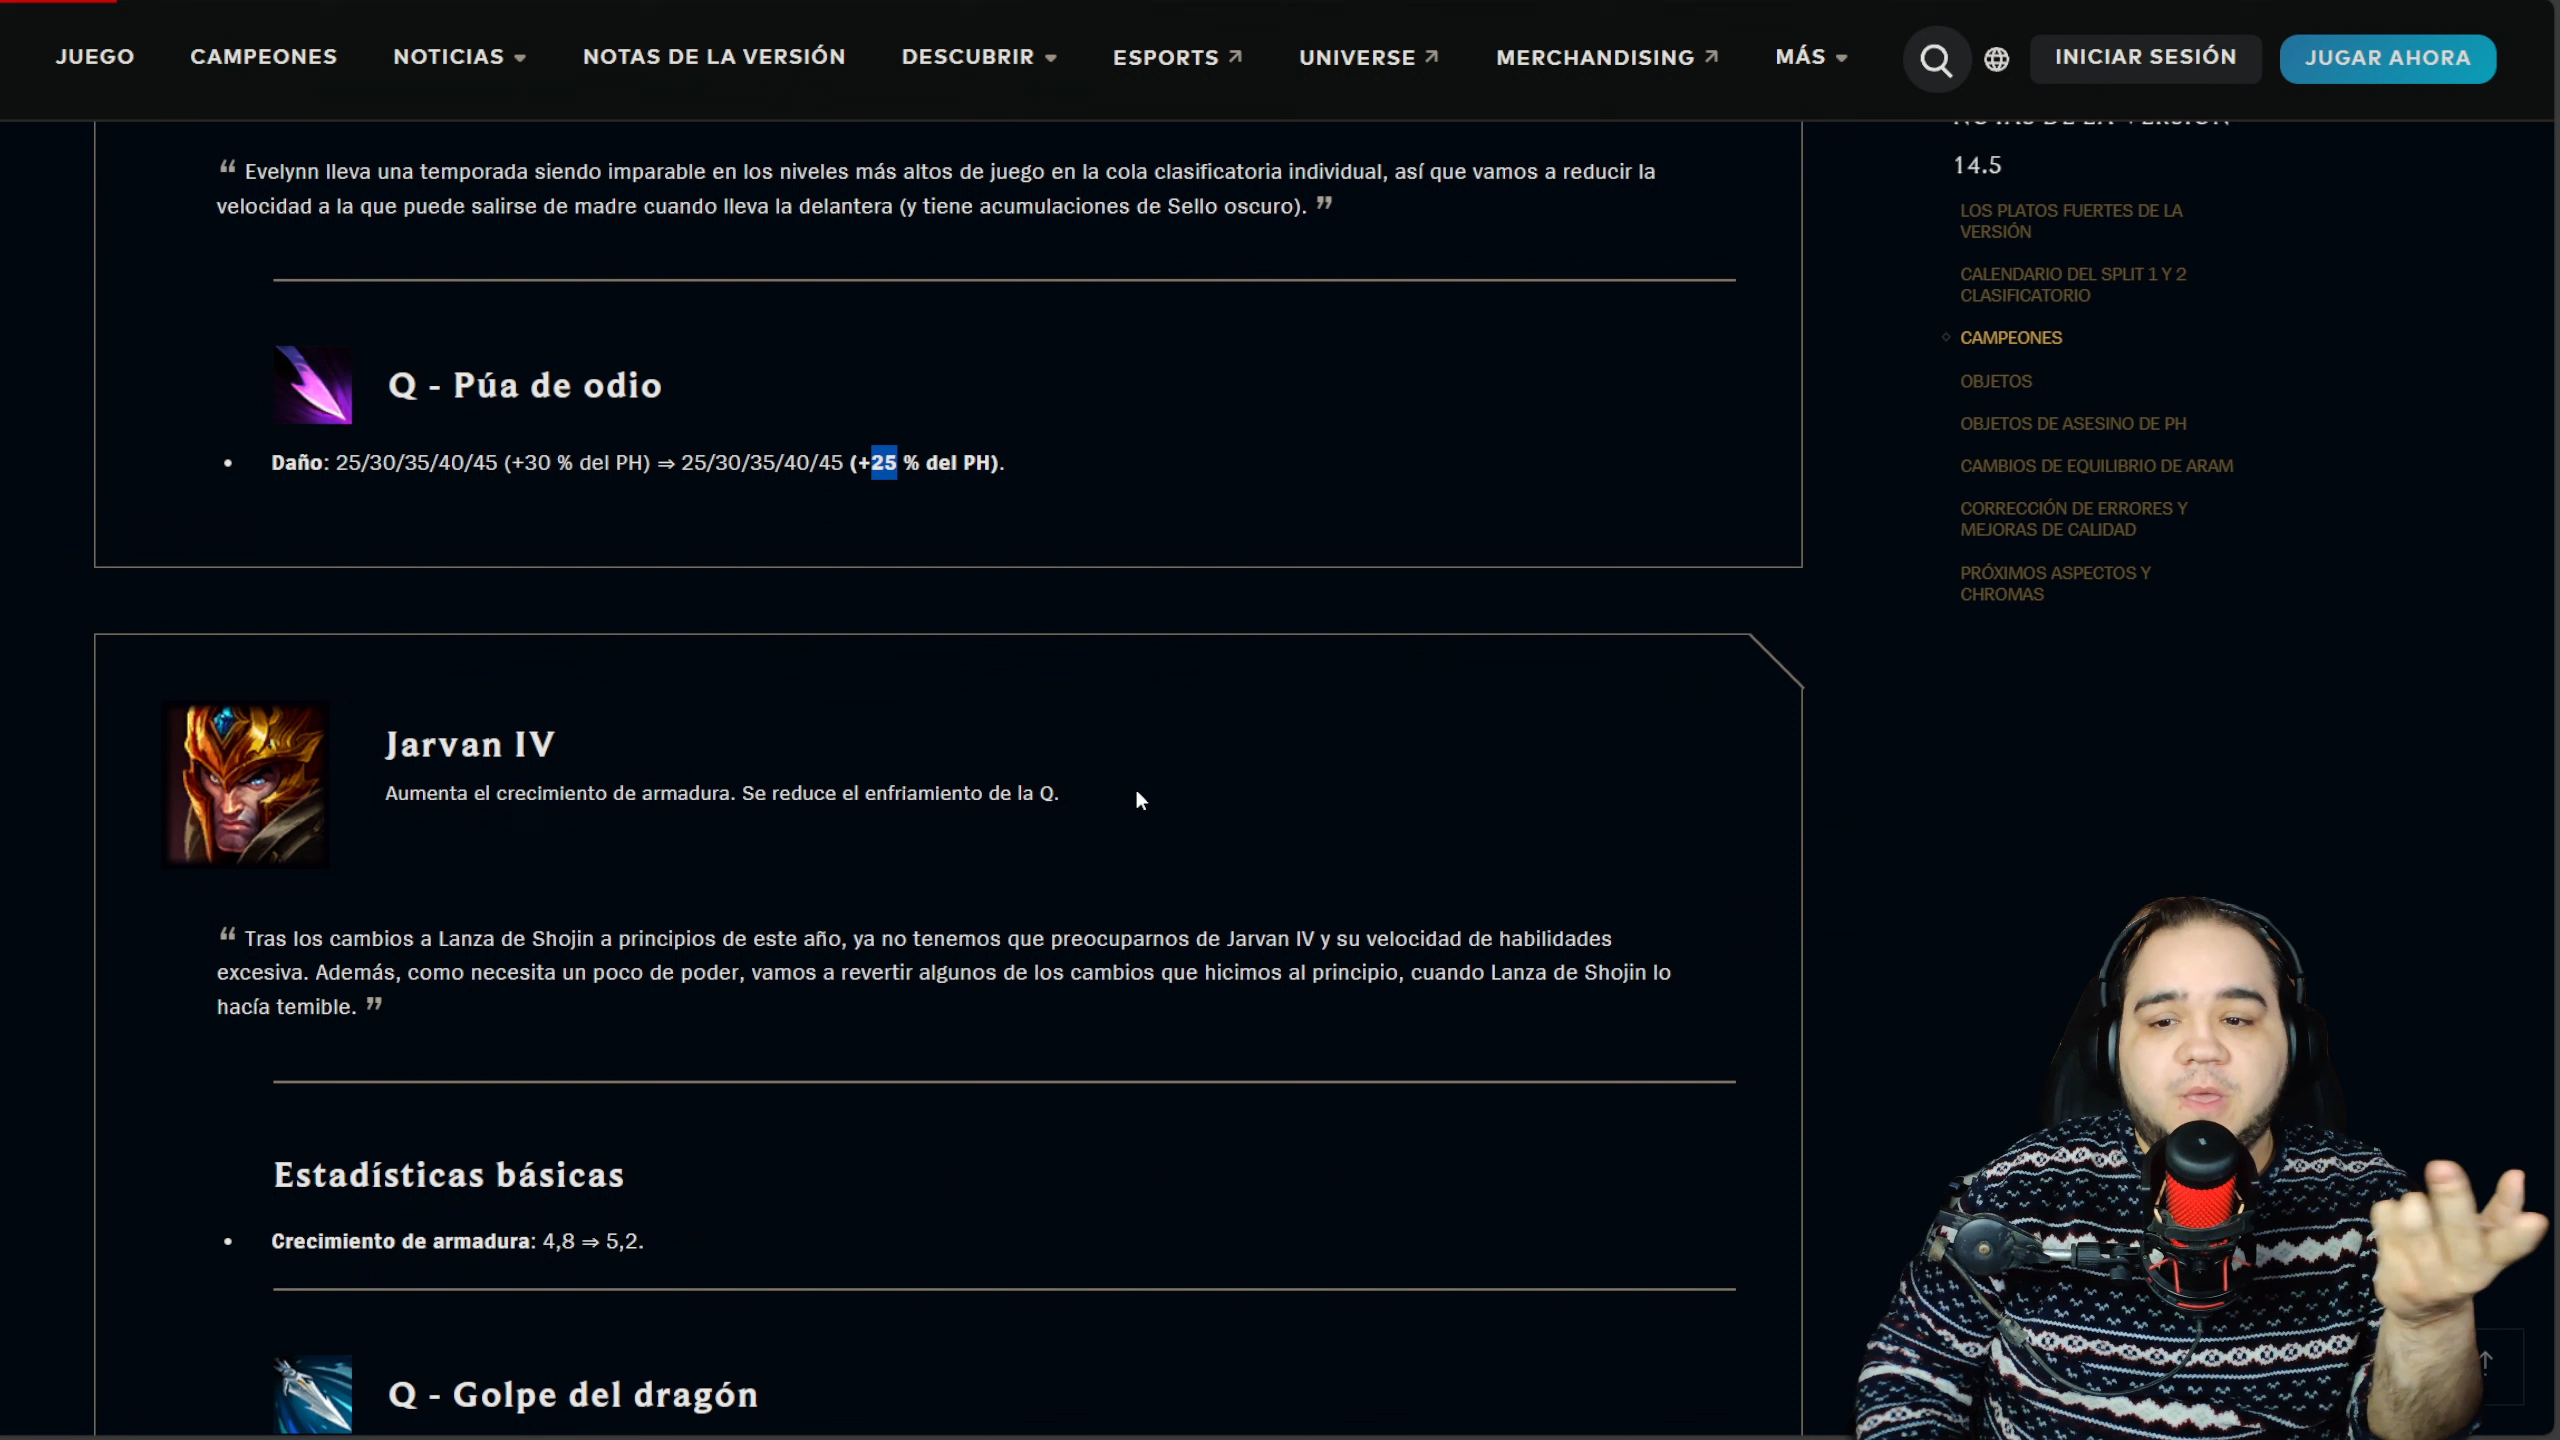 JUEGO CAMPEONES NOTICIAS NOTAS DE LA VERSIÓN DESCUBRIR ESPORTS UNIVERSE MERCHANDISING MÁS INICIAR SESIÓN JUGAR AHORA
“ Evelynn lleva una temporada siendo imparable en los niveles más altos de juego en la cola clasificatoria individual, así que vamos a reducir la
velocidad a la que puede salirse de madre cuando lleva la delantera (y tiene acumulaciones de Sello oscuro). ”
Q - Púa de odio
• Daño: 25/30/35/40/45 (+30 % del PH) ⇒ 25/30/35/40/45 (+25 % del PH).
Jarvan IV
Aumenta el crecimiento de armadura. Se reduce el enfriamiento de la Q.
“ Tras los cambios a Lanza de Shojin a principios de este año, ya no tenemos que preocuparnos de Jarvan IV y su velocidad de habilidades
excesiva. Además, como necesita un poco de poder, vamos a revertir algunos de los cambios que hicimos al principio, cuando Lanza de Shojin lo
hacía temible. ”
Estadísticas básicas
• Crecimiento de armadura: 4,8 ⇒ 5,2.
Q - Golpe del dragón
NOTAS DE LA VERSIÓN
14.5
LOS PLATOS FUERTES DE LA
VERSIÓN
CALENDARIO DEL SPLIT 1 Y 2
CLASIFICATORIO
CAMPEONES
OBJETOS
OBJETOS DE ASESINO DE PH
CAMBIOS DE EQUILIBRIO DE ARAM
CORRECCIÓN DE ERRORES Y
MEJORAS DE CALIDAD
PRÓXIMOS ASPECTOS Y
CHROMAS